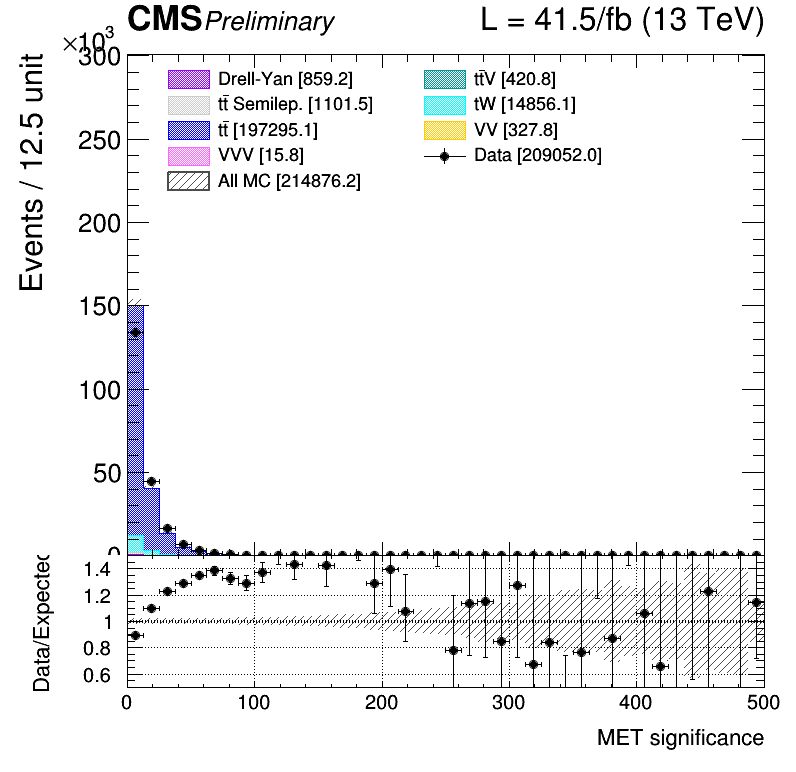 CMS Preliminary L = 41.5/fb (13 TeV)
×10³
Events / 12.5 unit
300
250
200
150
100
50
0
Drell-Yan [859.2]
tt̄ Semilep. [1101.5]
tt̄ [197295.1]
VVV [15.8]
All MC [214876.2]
tt̄V [420.8]
tW [14856.1]
VV [327.8]
Data [209052.0]
Data/Expected
1.4
1.2
1
0.8
0.6
0 100 200 300 400 500
MET significance